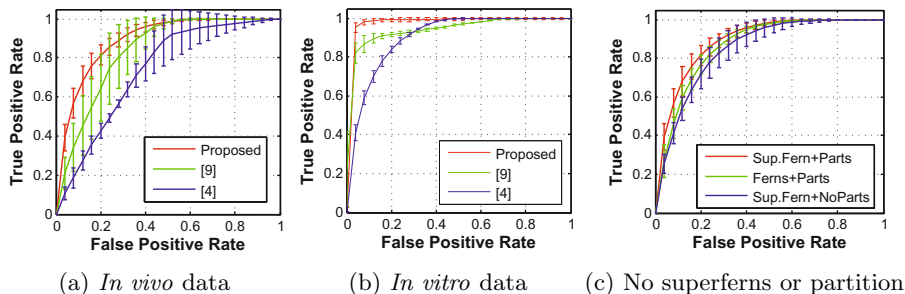 1
0.8
0.6
0.4
0.2
0
True Positive Rate
0 0.2 0.4 0.6 0.8 1
False Positive Rate
Proposed
[9]
[4]
(a) In vivo data
1
0.8
0.6
0.4
0.2
0
True Positive Rate
0 0.2 0.4 0.6 0.8 1
False Positive Rate
Proposed
[9]
[4]
(b) In vitro data
1
0.8
0.6
0.4
0.2
0
True Positive Rate
0 0.2 0.4 0.6 0.8 1
False Positive Rate
Sup.Fern+Parts
Ferns+Parts
Sup.Fern+NoParts
(c) No superferns or partition